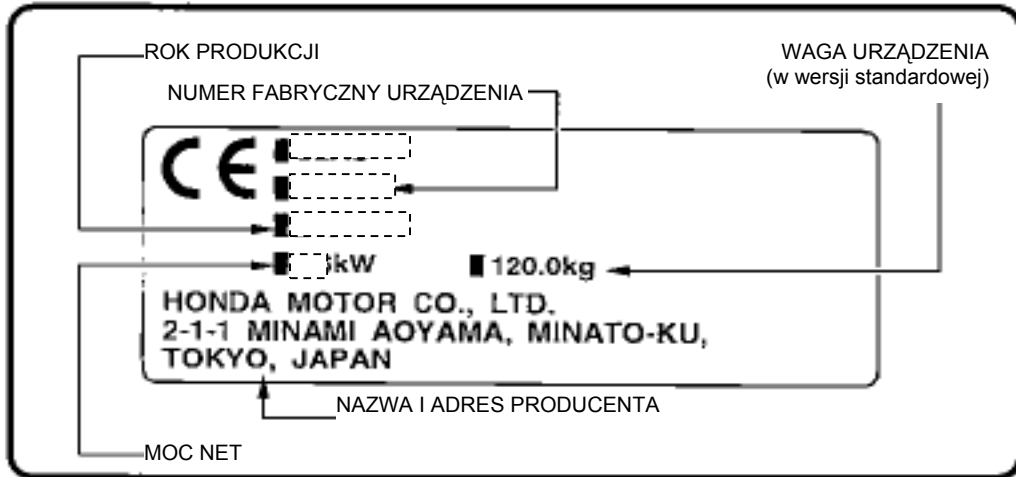 ROK PRODUKCJI
WAGA URZĄDZENIA
(w wersji standardowej)
NUMER FABRYCZNY URZĄDZENIA
CE
kW
120.0kg
HONDA MOTOR CO., LTD.
2-1-1 MINAMI AOYAMA, MINATO-KU,
TOKYO, JAPAN
NAZWA I ADRES PRODUCENTA
MOC NET